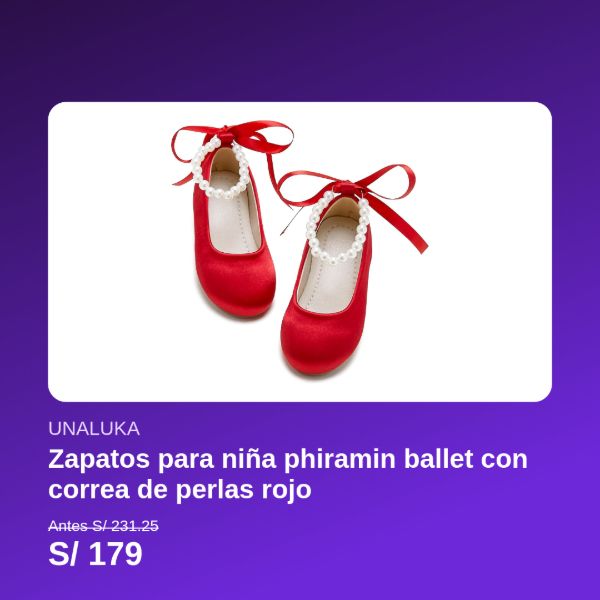 UNALUKA
Zapatos para niña phiramin ballet con
correa de perlas rojo
Antes S/ 231.25
S/ 179